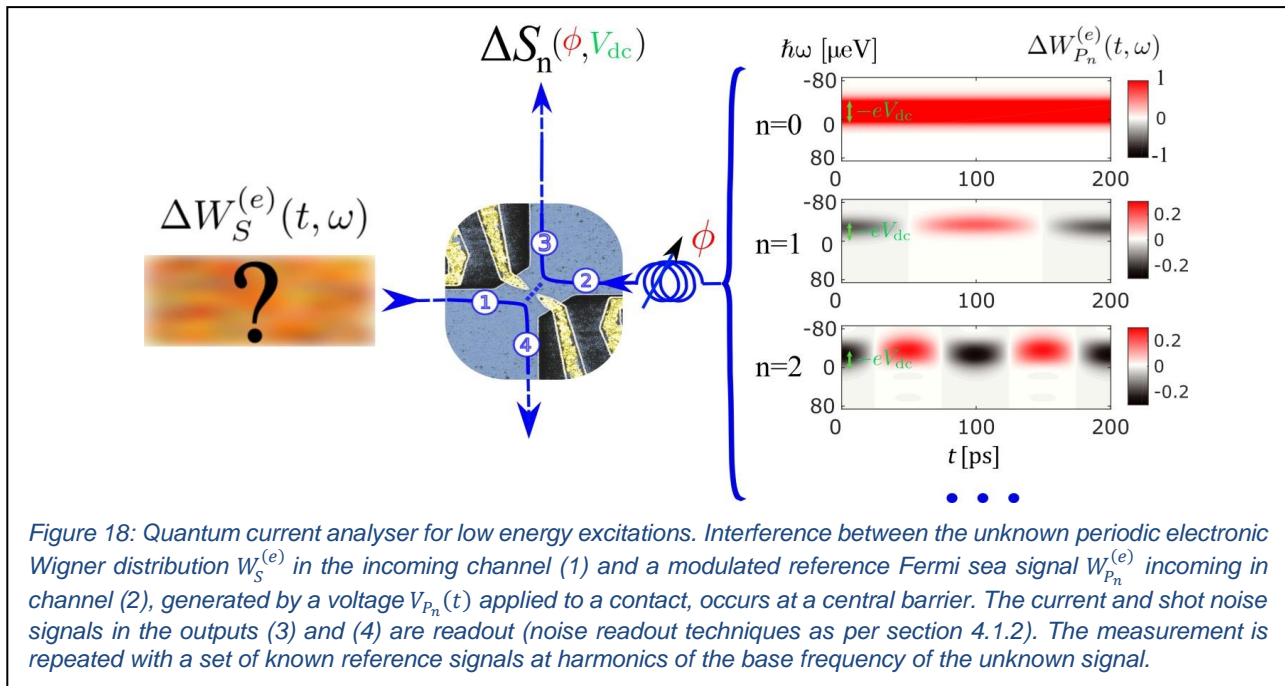 ΔSₙ(ϕ,V_dc)
ħω [µeV]
ΔW_{Pₙ}^{(e)}(t, ω)
-80
0
80
n=0
−eV_dc
0
200
1
0
-1
ΔW_S^{(e)}(t, ω)
?
1
2
3
4
ϕ
-80
0
80
n=1
−eV_dc
0
200
0.2
0
-0.2
-80
0
80
n=2
−eV_dc
0
100
200
0.2
0
-0.2
t [ps]
Figure 18: Quantum current analyser for low energy excitations. Interference between the unknown periodic electronic
Wigner distribution W_S^{(e)} in the incoming channel (1) and a modulated reference Fermi sea signal W_{Pₙ}^{(e)} incoming in
channel (2), generated by a voltage V_{Pₙ}(t) applied to a contact, occurs at a central barrier. The current and shot noise
signals in the outputs (3) and (4) are readout (noise readout techniques as per section 4.1.2). The measurement is
repeated with a set of known reference signals at harmonics of the base frequency of the unknown signal.